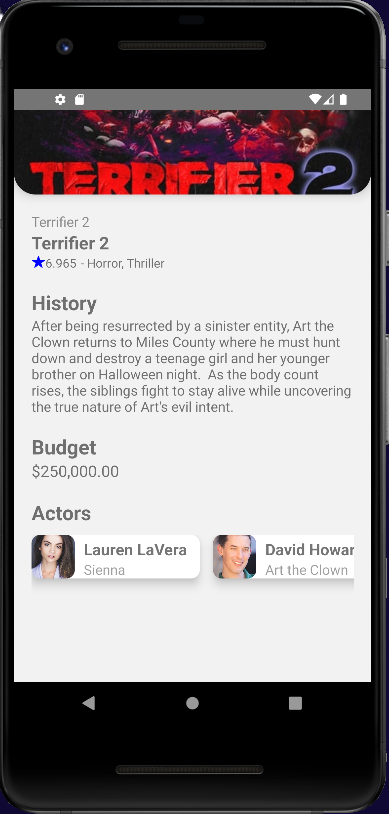 TERRIFIER 2
Terrifier 2
Terrifier 2
6.965 - Horror, Thriller
History
After being resurrected by a sinister entity, Art the
Clown returns to Miles County where he must hunt
down and destroy a teenage girl and her younger
brother on Halloween night.  As the body count
rises, the siblings fight to stay alive while uncovering
the true nature of Art's evil intent.
Budget
$250,000.00
Actors
Lauren LaVera
Sienna
David Howar
Art the Clown